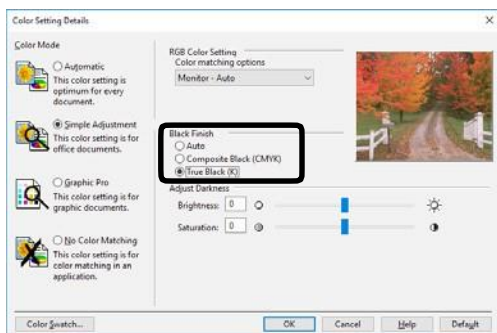 Color Setting Details
Color Mode
Automatic
This color setting is
optimum for every
document.
Simple Adjustment
This color setting is for
office documents.
Graphic Pro
This color setting is for
graphic documents.
No Color Matching
This color setting is for
color matching in an
application.
Color Swatch...
RGB Color Setting
Color matching options
Monitor - Auto
Black Finish
Auto
Composite Black (CMYK)
True Black (K)
Adjust Darkness
Brightness: 0
Saturation: 0
OK Cancel Help Default